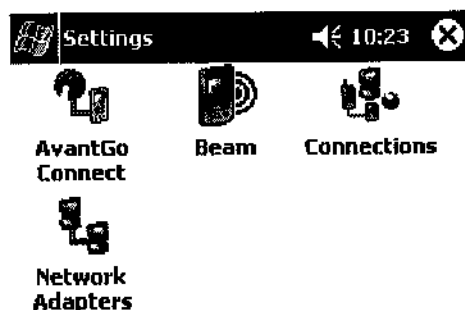 Settings 10:23
AvantGo Connect
Beam
Connections
Network Adapters